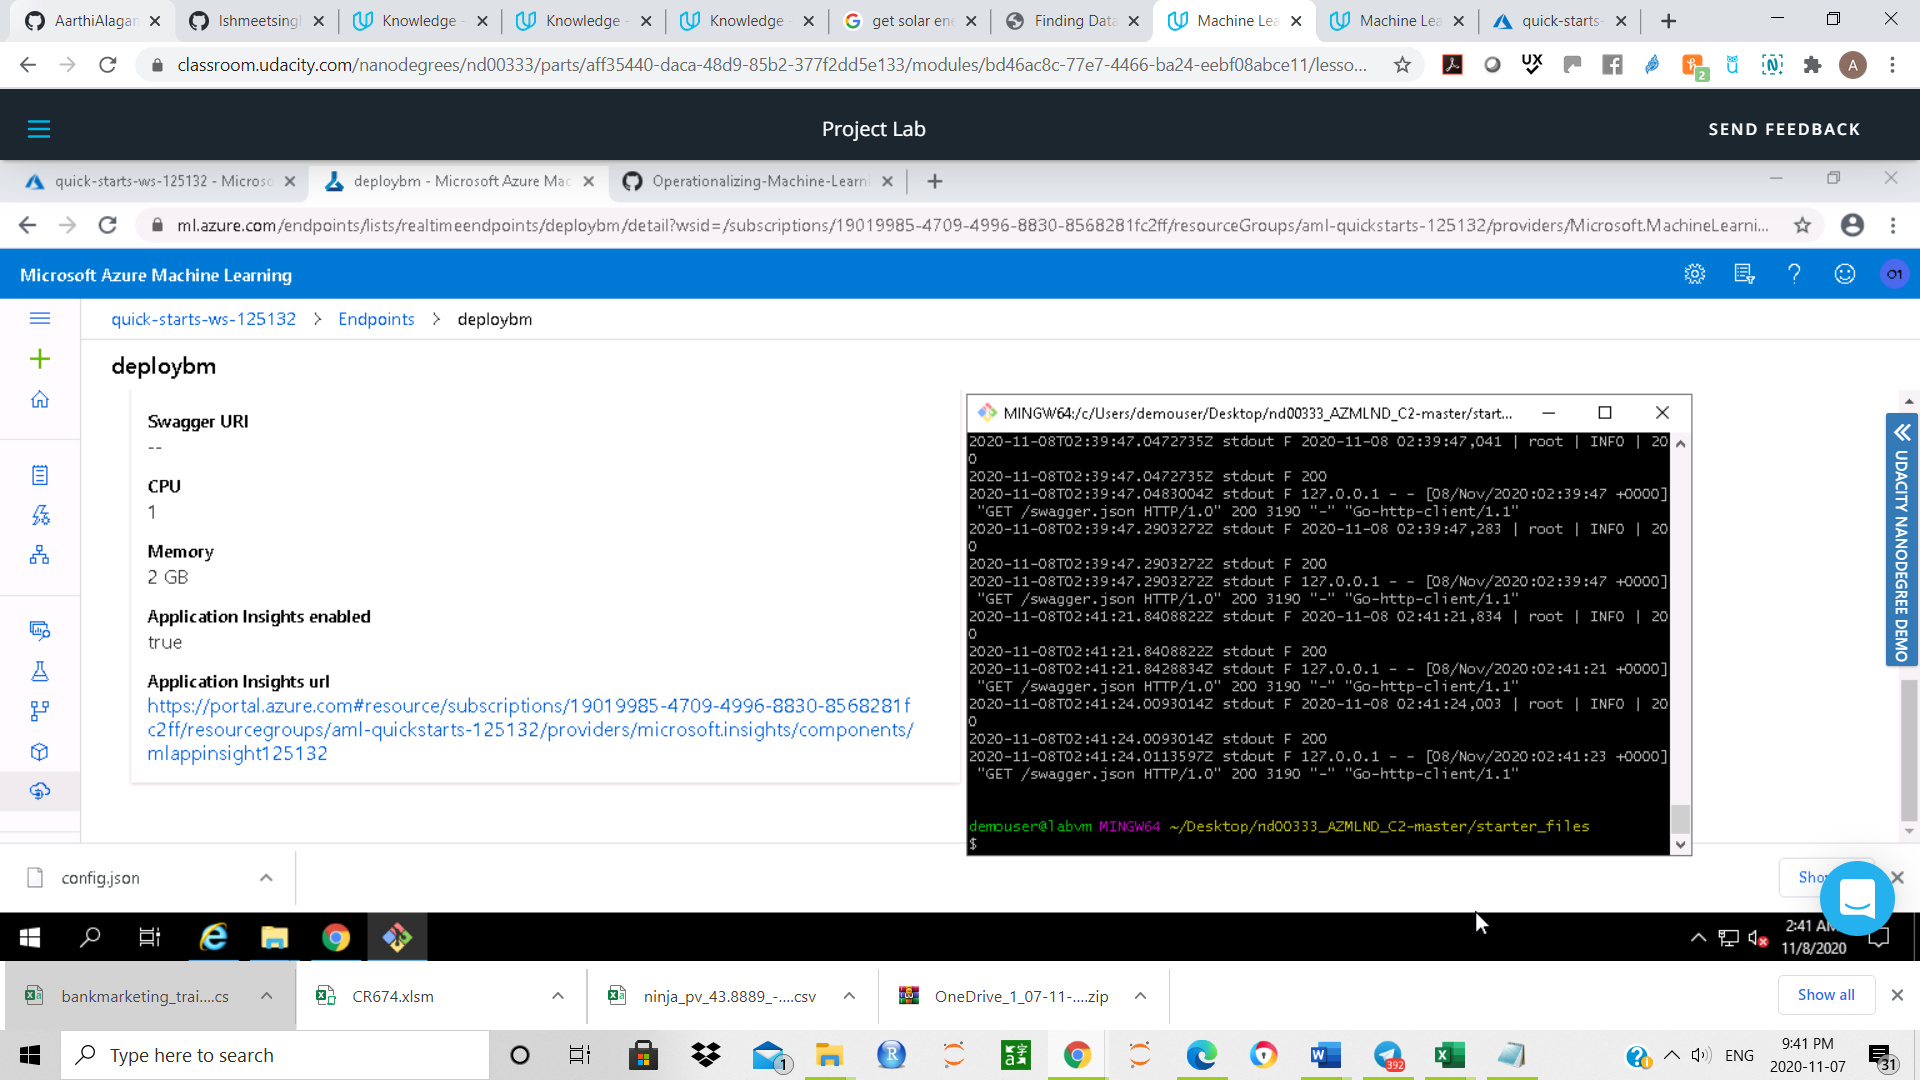 AarthiAlagar
Ishmeetsingh
Knowledge -
Knowledge -
Knowledge -
get solar ene
Finding Data
Machine Lea
Machine Lea
quick-starts-
classroom.udacity.com/nanodegrees/nd00333/parts/aff35440-daca-48d9-85b2-377f2dd5e133/modules/bd46ac8c-77e7-4466-ba24-eebf08abce11/lesso...
UX
2
A
Project Lab
SEND FEEDBACK
quick-starts-ws-125132 - Microso
deploybm - Microsoft Azure Mac
Operationalizing-Machine-Learni
ml.azure.com/endpoints/lists/realtimeendpoints/deploybm/detail?wsid=/subscriptions/19019985-4709-4996-8830-8568281fc2ff/resourceGroups/aml-quickstarts-125132/providers/Microsoft.MachineLearni...
Microsoft Azure Machine Learning
O1
quick-starts-ws-125132 > Endpoints > deploybm
deploybm
Swagger URI
--
CPU
1
Memory
2 GB
Application Insights enabled
true
Application Insights url
https://portal.azure.com#resource/subscriptions/19019985-4709-4996-8830-8568281f
c2ff/resourcegroups/aml-quickstarts-125132/providers/microsoft.insights/components/
mlappinsight125132
MINGW64:/c/Users/demouser/Desktop/nd00333_AZMLND_C2-master/start...
2020-11-08T02:39:47.0472735Z stdout F 2020-11-08 02:39:47,041 | root | INFO | 20
0
2020-11-08T02:39:47.0472735Z stdout F 200
2020-11-08T02:39:47.0483004Z stdout F 127.0.0.1 - - [08/Nov/2020:02:39:47 +0000]
"GET /swagger.json HTTP/1.0" 200 3190 "-" "Go-http-client/1.1"
2020-11-08T02:39:47.2903272Z stdout F 2020-11-08 02:39:47,283 | root | INFO | 20
0
2020-11-08T02:39:47.2903272Z stdout F 200
2020-11-08T02:39:47.2903272Z stdout F 127.0.0.1 - - [08/Nov/2020:02:39:47 +0000]
"GET /swagger.json HTTP/1.0" 200 3190 "-" "Go-http-client/1.1"
2020-11-08T02:41:21.8408822Z stdout F 2020-11-08 02:41:21,834 | root | INFO | 20
0
2020-11-08T02:41:21.8408822Z stdout F 200
2020-11-08T02:41:21.8428834Z stdout F 127.0.0.1 - - [08/Nov/2020:02:41:21 +0000]
"GET /swagger.json HTTP/1.0" 200 3190 "-" "Go-http-client/1.1"
2020-11-08T02:41:24.0093014Z stdout F 2020-11-08 02:41:24,003 | root | INFO | 20
0
2020-11-08T02:41:24.0093014Z stdout F 200
2020-11-08T02:41:24.0113597Z stdout F 127.0.0.1 - - [08/Nov/2020:02:41:23 +0000]
"GET /swagger.json HTTP/1.0" 200 3190 "-" "Go-http-client/1.1"
demouser@labvm MINGW64 ~/Desktop/nd00333_AZMLND_C2-master/starter_files
$
UDACITY NANODEGREE DEMO
config.json
Sho
2:41 AM
11/8/2020
bankmarketing_trai....cs
CR674.xlsm
ninja_pv_43.8889_-....csv
OneDrive_1_07-11-....zip
Show all
Type here to search
1
R
392
ENG
9:41 PM
2020-11-07
31